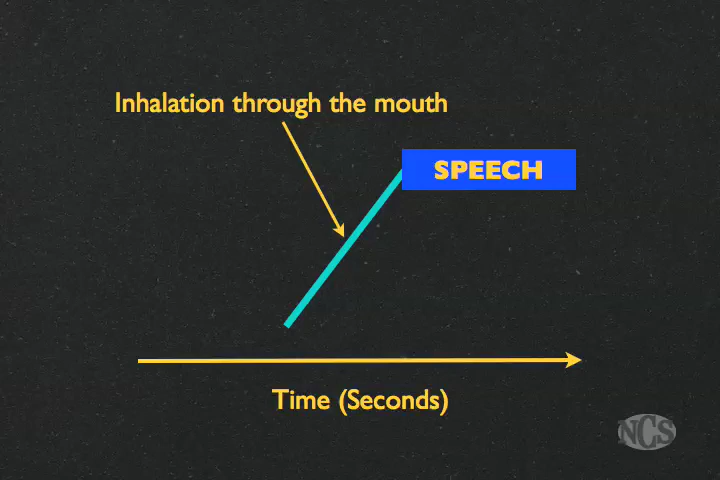 Inhalation through the mouth
SPEECH
Time (Seconds)
NCS